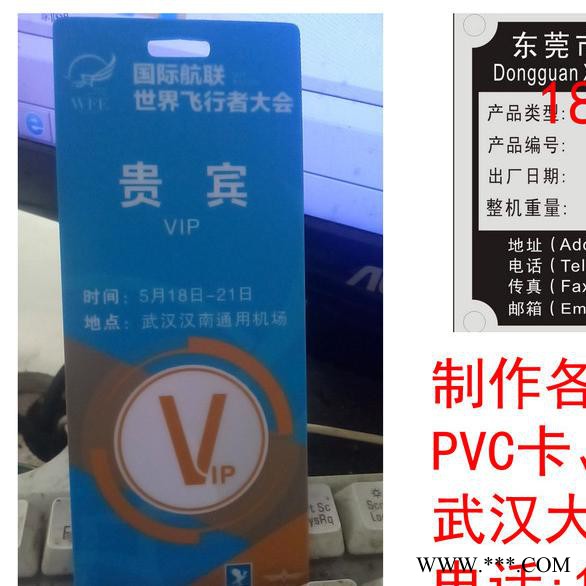 国际航联
世界飞行者大会
WFE
贵 宾
VIP
时间：5月18日-21日
地点：武汉汉南通用机场
VIP
东莞市
Dongguan
18
产品类型:
产品编号:
出厂日期:
整机重量:
地址（Add
电话（Tel
传真（Fax
邮箱（Em
制作各
PVC卡、
武汉大
电话:1
WWW.***.COM